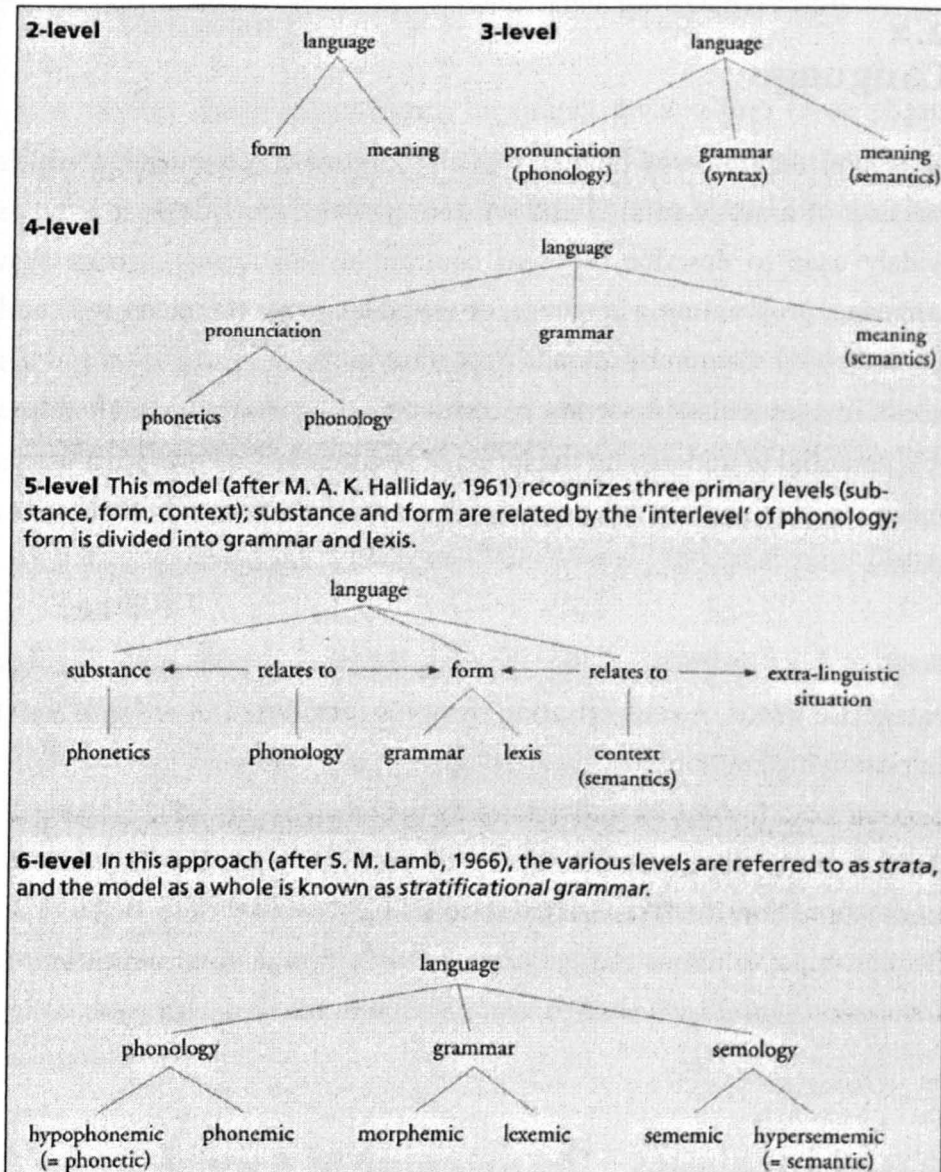 2-level
language
form meaning
3-level
language
pronunciation grammar meaning
(phonology) (syntax) (semantics)
4-level
language
pronunciation grammar meaning
(semantics)
phonetics phonology
5-level This model (after M. A. K. Halliday, 1961) recognizes three primary levels (sub-
stance, form, context); substance and form are related by the 'interlevel' of phonology;
form is divided into grammar and lexis.
language
substance relates to form relates to extra-linguistic
situation
phonetics phonology grammar lexis context
(semantics)
6-level In this approach (after S. M. Lamb, 1966), the various levels are referred to as strata,
and the model as a whole is known as stratificational grammar.
language
phonology grammar semology
hypophonemic phonemic morphemic lexemic sememic hypersememic
(= phonetic) (= semantic)